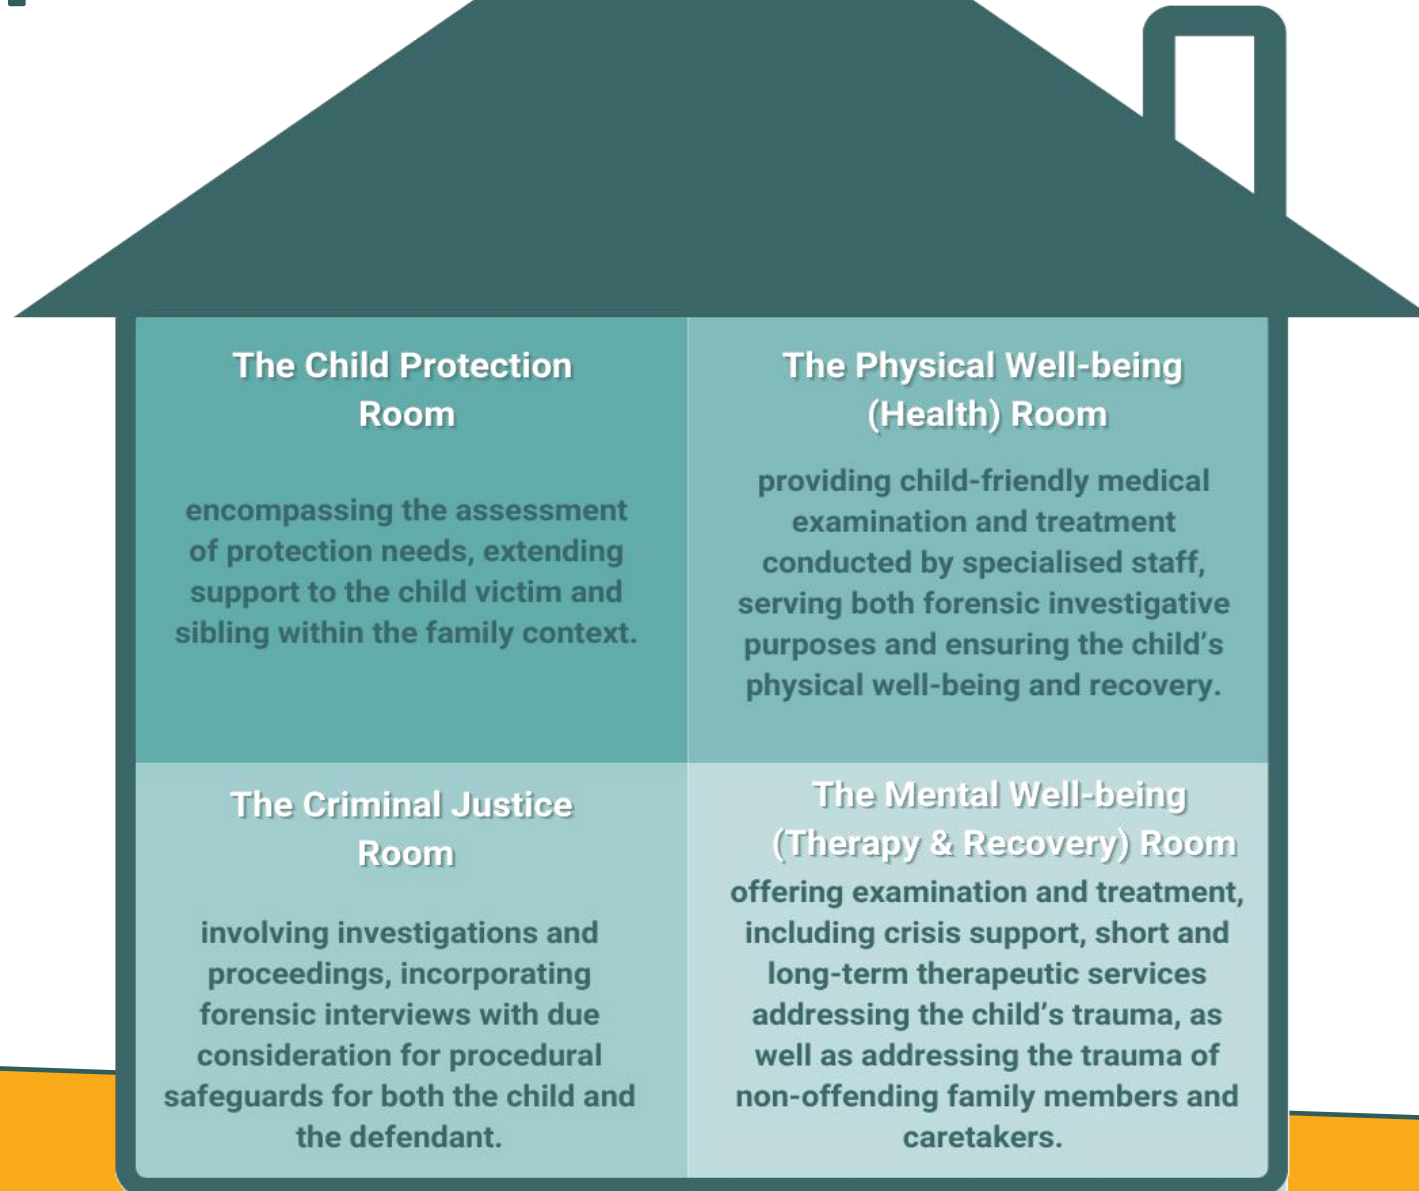 The Child Protection
Room
encompassing the assessment
of protection needs, extending
support to the child victim and
sibling within the family context.
The Physical Well-being
(Health) Room
providing child-friendly medical
examination and treatment
conducted by specialised staff,
serving both forensic investigative
purposes and ensuring the child’s
physical well-being and recovery.
The Criminal Justice
Room
involving investigations and
proceedings, incorporating
forensic interviews with due
consideration for procedural
safeguards for both the child and
the defendant.
The Mental Well-being
(Therapy & Recovery) Room
offering examination and treatment,
including crisis support, short and
long-term therapeutic services
addressing the child’s trauma, as
well as addressing the trauma of
non-offending family members and
caretakers.